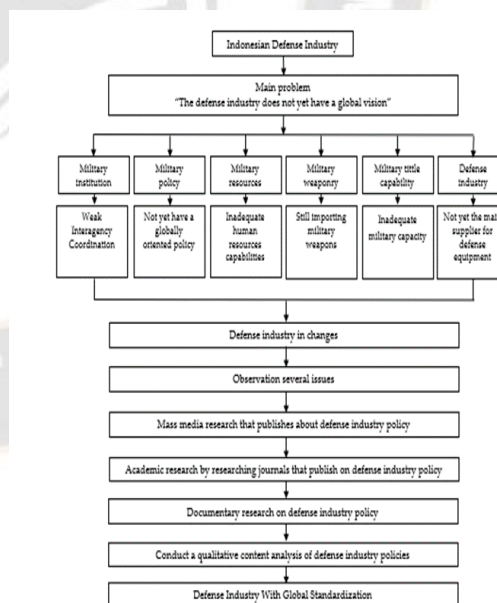 Indonesian Defense Industry
Main problem
"The defense industry does not yet have a global vision"
Military
institution
Military
policy
Military
resources
Military
weaponry
Military tittle
capability
Defense
industry
Weak
Interagency
Coordination
Not yet have a
globally
oriented policy
Inadequate
human
resources
capabilities
Still importing
military
weapons
Inadequate
military capacity
Not yet the main
supplier for
defense
equipment
Defense industry in changes
Observation several issues
Mass media research that publishes about defense industry policy
Academic research by researching journals that publish on defense industry policy
Documentary research on defense industry policy
Conduct a qualitative content analysis of defense industry policies
Defense Industry With Global Standardization